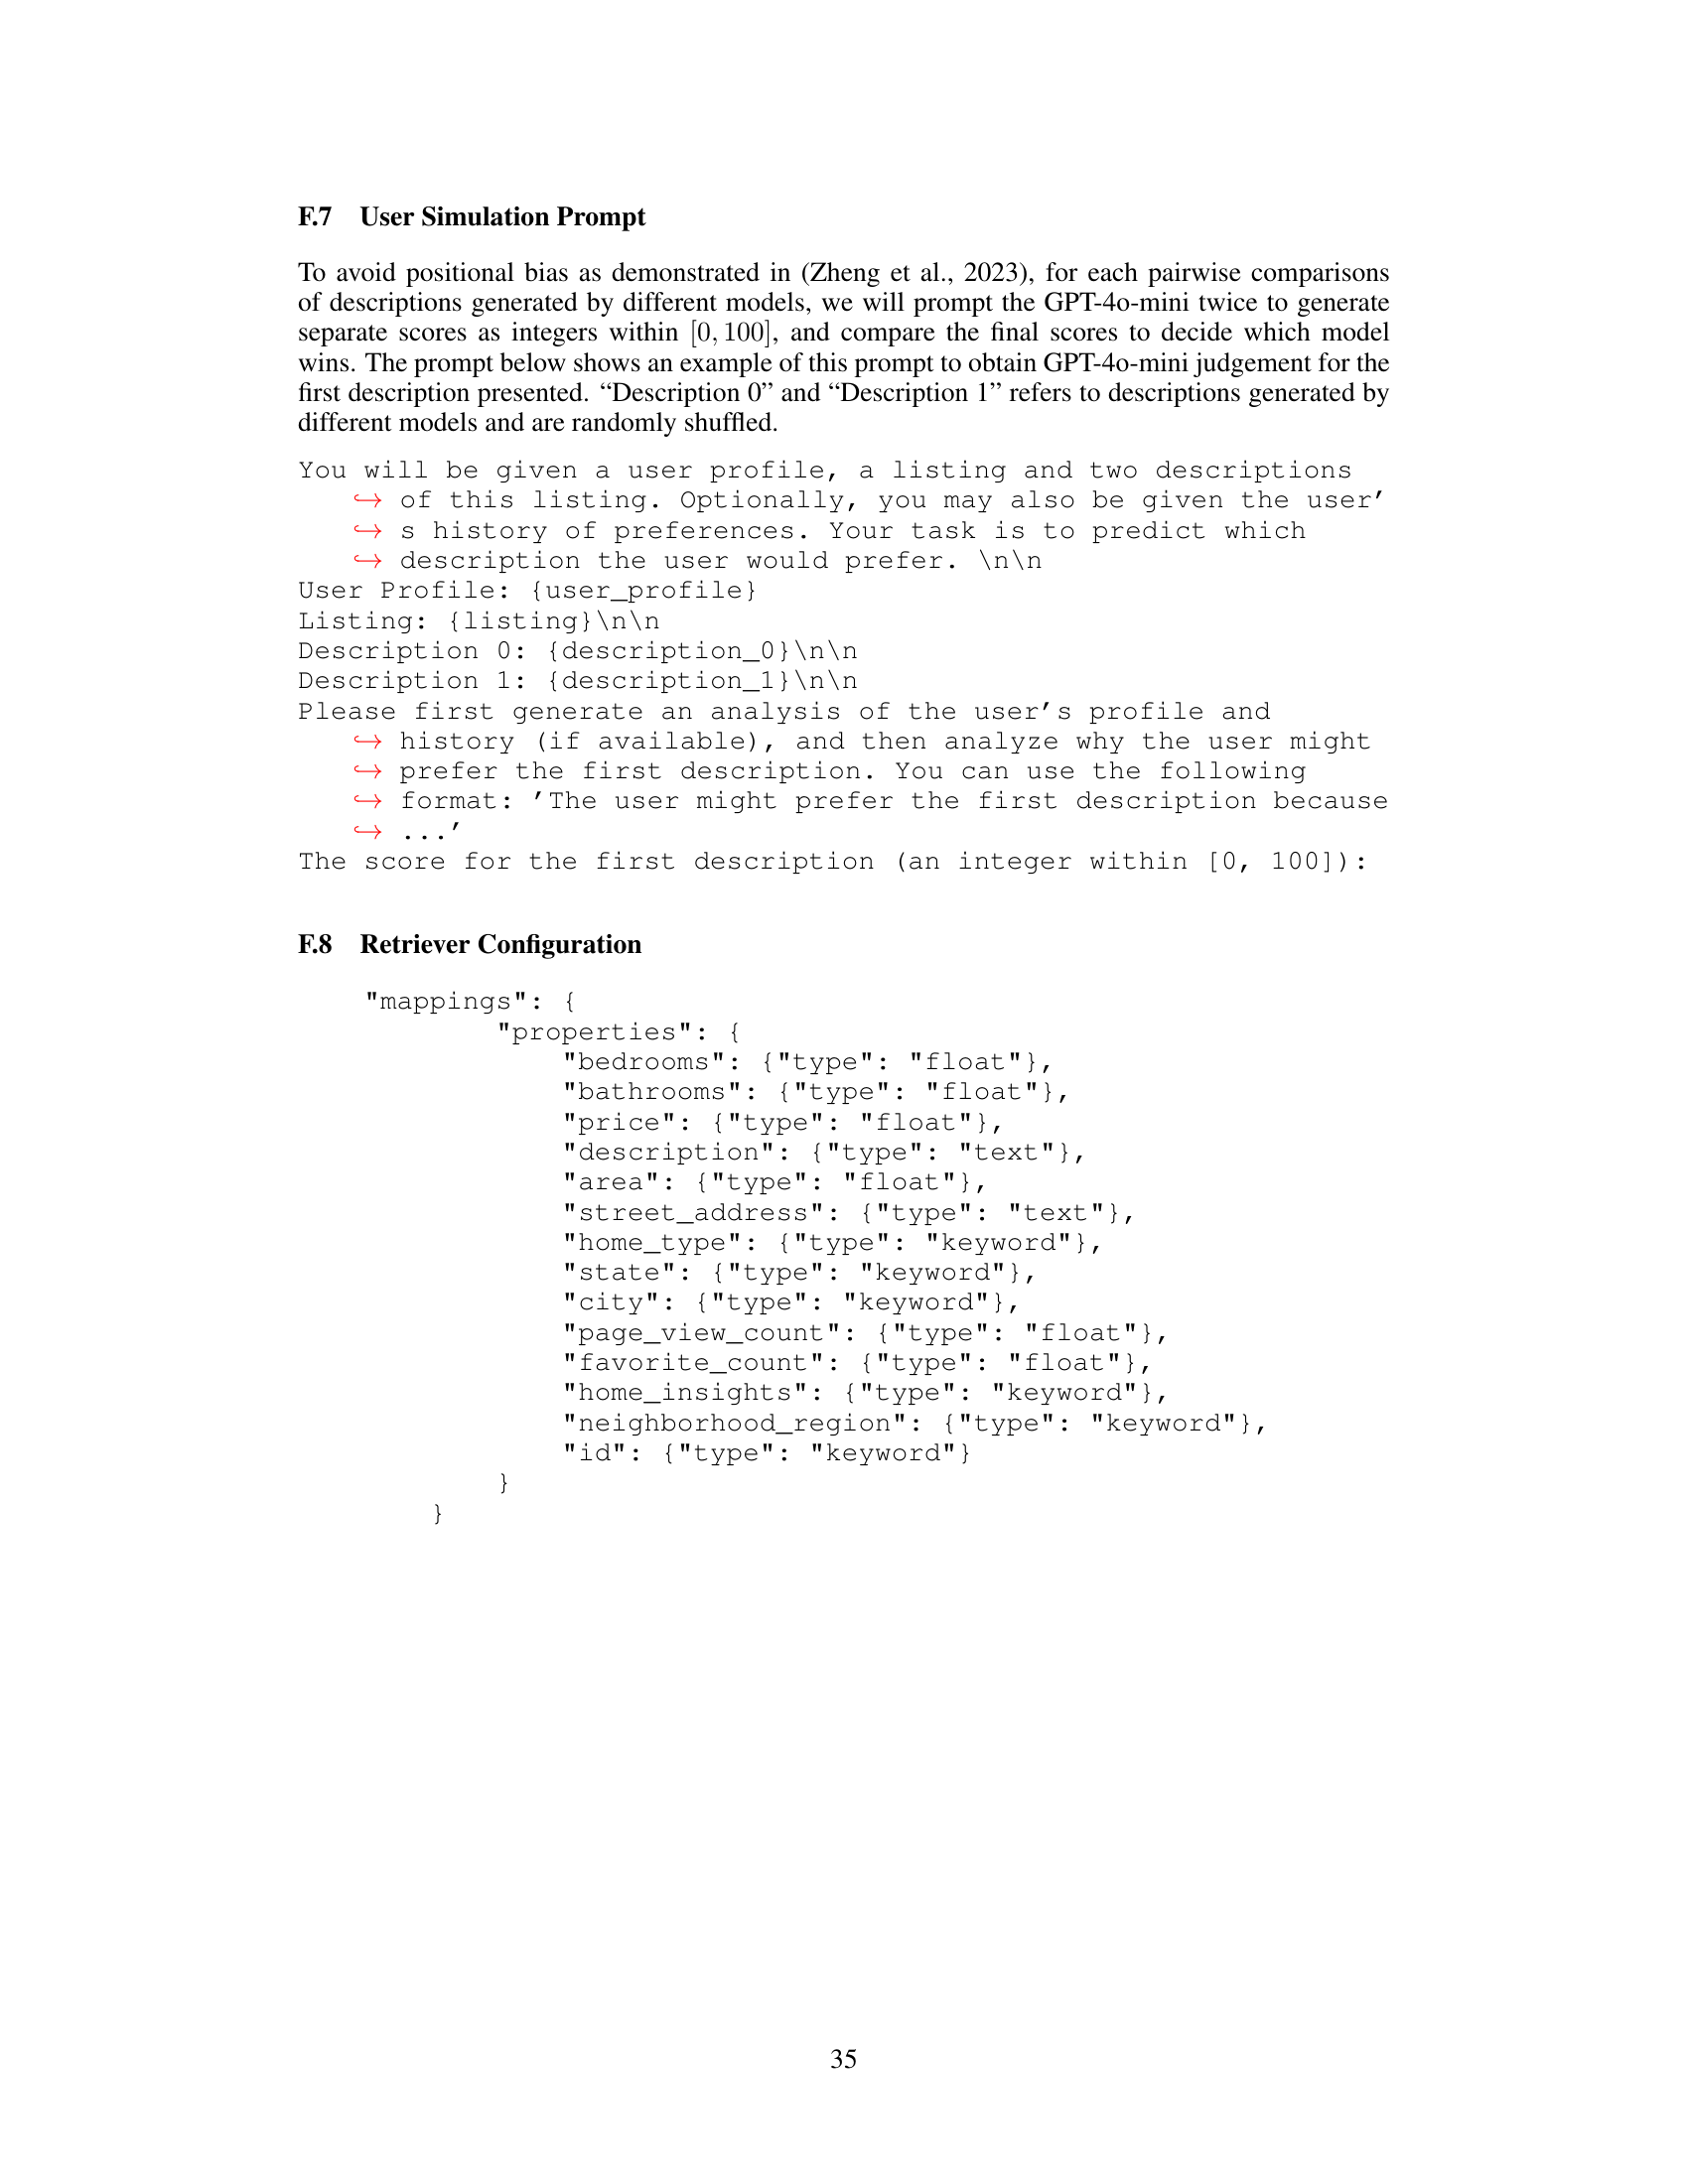 F.7 User Simulation Prompt
To avoid positional bias as demonstrated in (Zheng et al., 2023), for each pairwise comparisons
of descriptions generated by different models, we will prompt the GPT-4o-mini twice to generate
separate scores as integers within [0, 100], and compare the final scores to decide which model
wins. The prompt below shows an example of this prompt to obtain GPT-4o-mini judgement for the
first description presented. “Description 0” and “Description 1” refers to descriptions generated by
different models and are randomly shuffled.
You will be given a user profile, a listing and two descriptions
↪ of this listing. Optionally, you may also be given the user’
↪ s history of preferences. Your task is to predict which
↪ description the user would prefer. \n\n
User Profile: {user_profile}
Listing: {listing}\n\n
Description 0: {description_0}\n\n
Description 1: {description_1}\n\n
Please first generate an analysis of the user’s profile and
↪ history (if available), and then analyze why the user might
↪ prefer the first description. You can use the following
↪ format: ’The user might prefer the first description because
↪ ...’
The score for the first description (an integer within [0, 100]):
F.8 Retriever Configuration
"mappings": {
"properties": {
"bedrooms": {"type": "float"},
"bathrooms": {"type": "float"},
"price": {"type": "float"},
"description": {"type": "text"},
"area": {"type": "float"},
"street_address": {"type": "text"},
"home_type": {"type": "keyword"},
"state": {"type": "keyword"},
"city": {"type": "keyword"},
"page_view_count": {"type": "float"},
"favorite_count": {"type": "float"},
"home_insights": {"type": "keyword"},
"neighborhood_region": {"type": "keyword"},
"id": {"type": "keyword"}
}
}
35